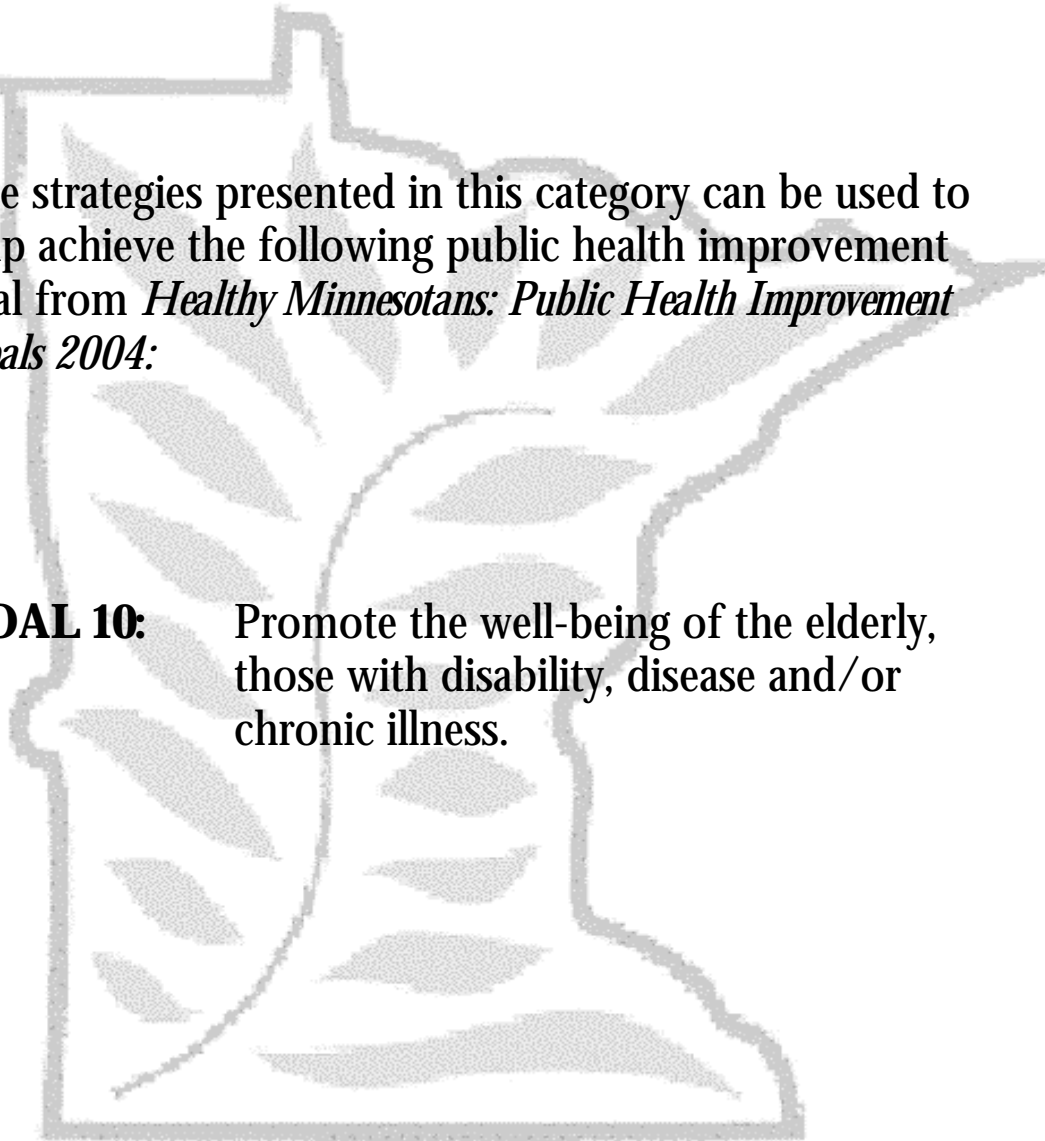 e strategies presented in this category can be used to
p achieve the following public health improvement
al from Healthy Minnesotans: Public Health Improvement
als 2004:
OAL 10: Promote the well-being of the elderly,
those with disability, disease and/or
chronic illness.